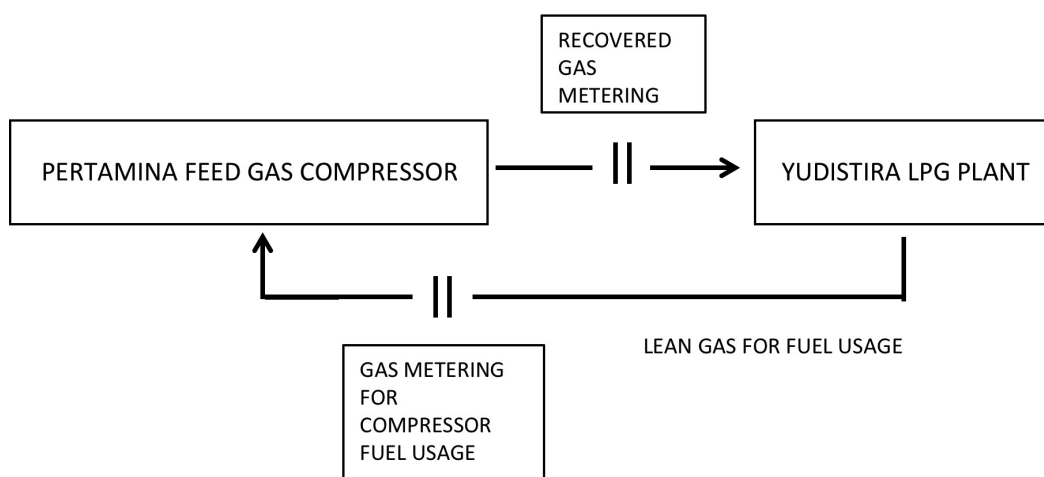 RECOVERED
GAS
METERING
PERTAMINA FEED GAS COMPRESSOR
YUDISTIRA LPG PLANT
LEAN GAS FOR FUEL USAGE
GAS METERING
FOR
COMPRESSOR
FUEL USAGE